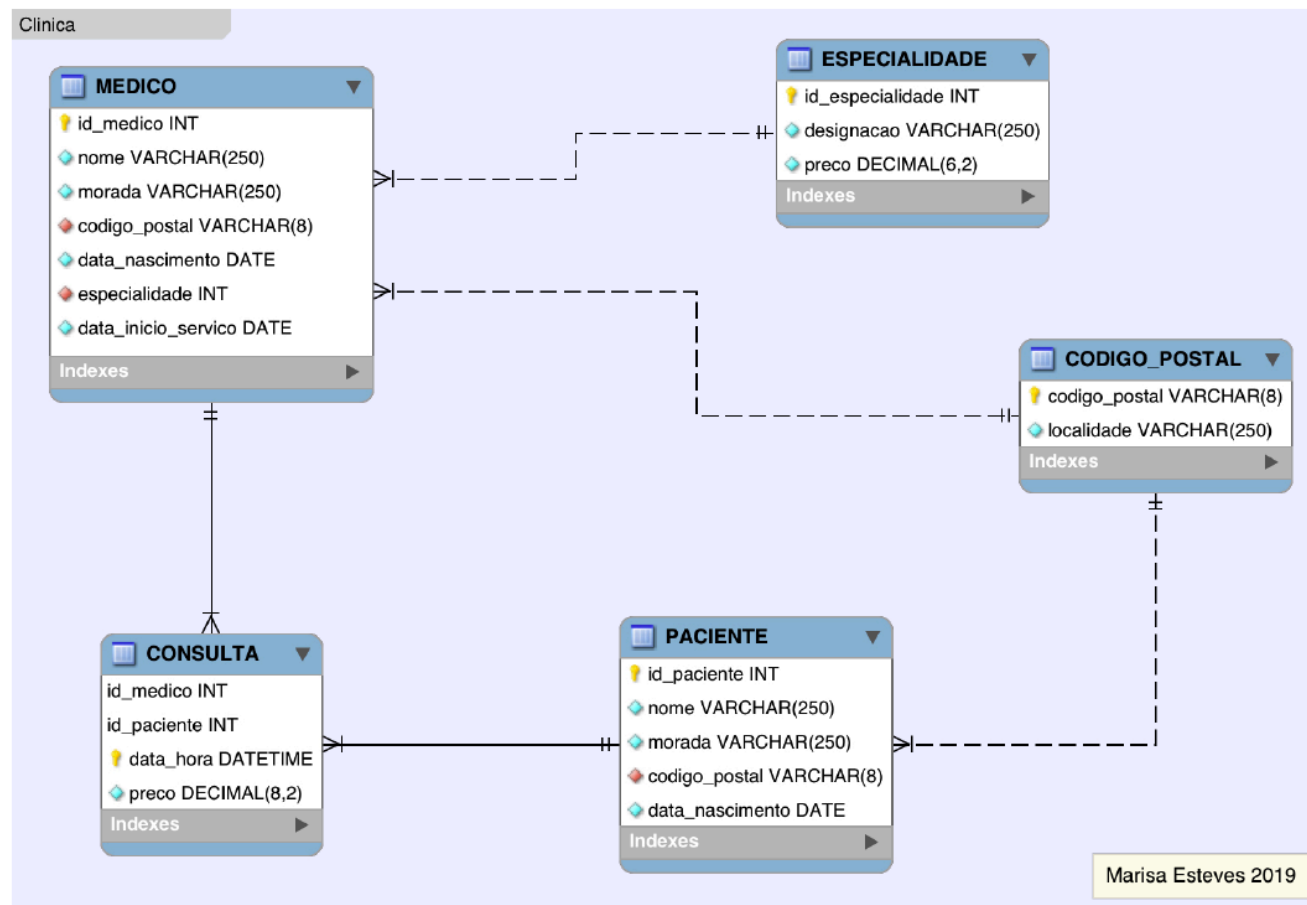 Clinica
MEDICO
id_medico INT
nome VARCHAR(250)
morada VARCHAR(250)
codigo_postal VARCHAR(8)
data_nascimento DATE
especialidade INT
data_inicio_servico DATE
Indexes
ESPECIALIDADE
id_especialidade INT
designacao VARCHAR(250)
preco DECIMAL(6,2)
Indexes
CODIGO_POSTAL
codigo_postal VARCHAR(8)
localidade VARCHAR(250)
Indexes
CONSULTA
id_medico INT
id_paciente INT
data_hora DATETIME
preco DECIMAL(8,2)
Indexes
PACIENTE
id_paciente INT
nome VARCHAR(250)
morada VARCHAR(250)
codigo_postal VARCHAR(8)
data_nascimento DATE
Indexes
Marisa Esteves 2019